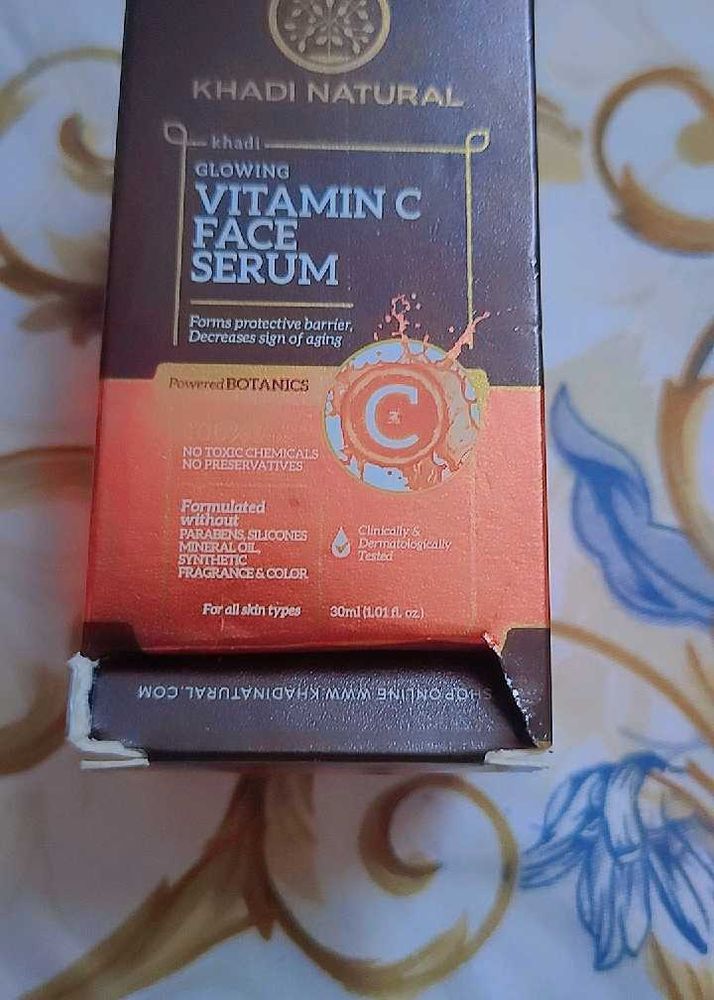 KHADI NATURAL
khadi
GLOWING
VITAMIN C
FACE
SERUM
Forms protective barrier,
Decreases sign of aging
Powered BOTANICS
C
NO TOXIC CHEMICALS
NO PRESERVATIVES
Formulated
without
PARABENS, SILICONES
MINERAL OIL,
SYNTHETIC
FRAGRANCE & COLOR
Clinically &
Dermatologically
Tested
For all skin types
30ml (1.01 fl. oz.)
SHOP ONLINE WWW.KHADINATURAL.COM